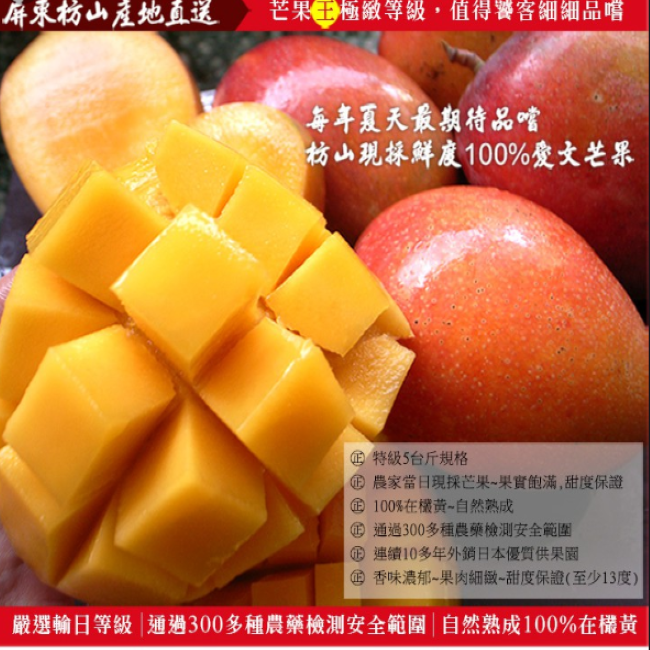 屏東枋山產地直送
芒果王極緻等級，值得饕客細細品嚐
每年夏天最期待品嚐
枋山現採鮮度100%愛文芒果
正 特級5台斤規格
正 農家當日現採芒果~果實飽滿,甜度保證
正 100%在欉黃~自然熟成
正 通過300多種農藥檢測安全範圍
正 連續10多年外銷日本優質供果園
正 香味濃郁~果肉細緻~甜度保證(至少13度)
嚴選輸日等級|通過300多種農藥檢測安全範圍|自然熟成100%在欉黃